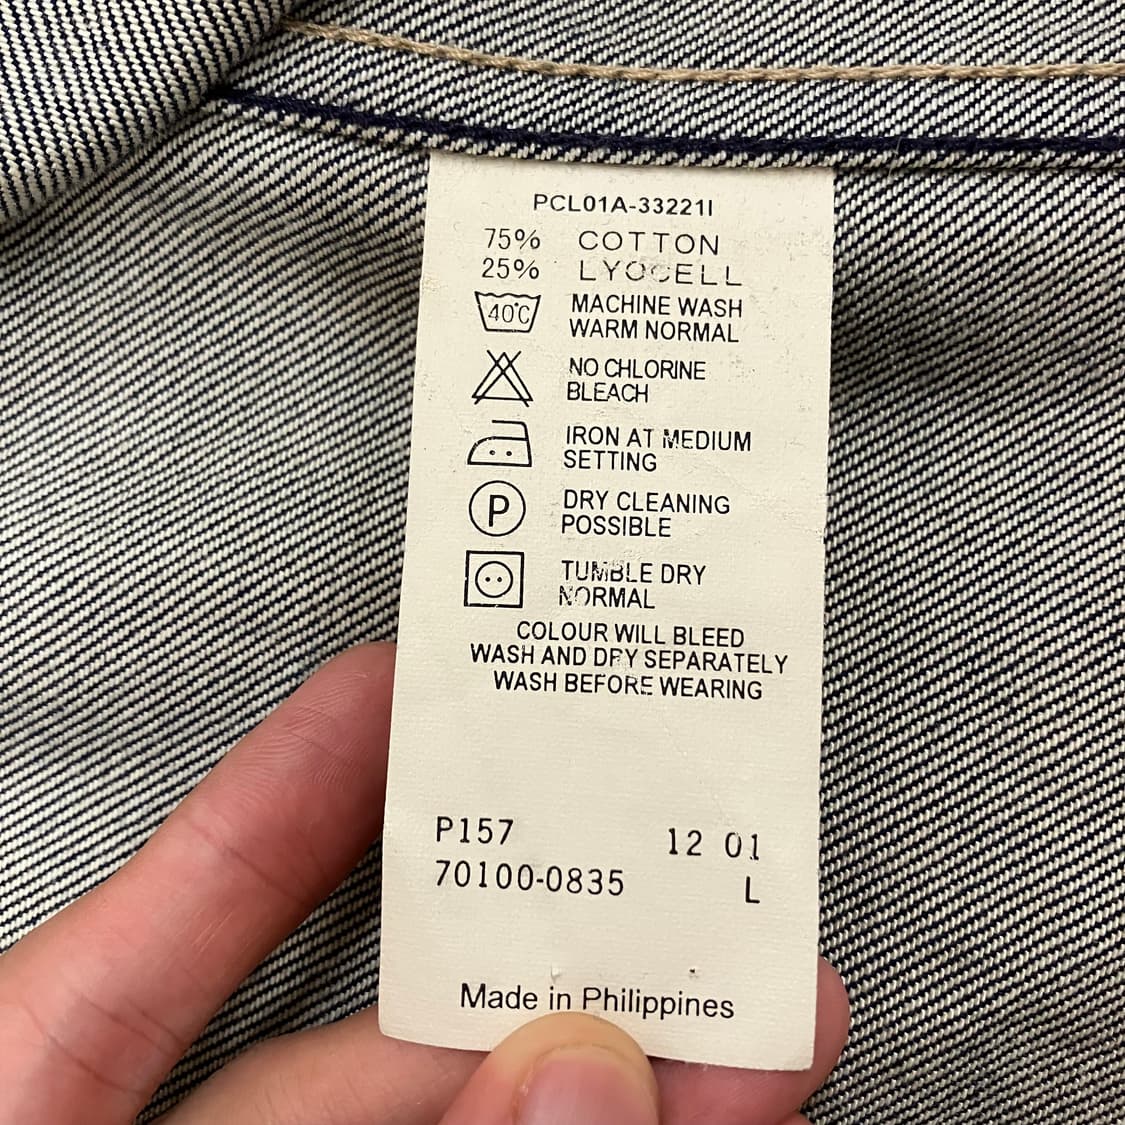 PCL01A-33221I
75% COTTON
25% LYOCELL
40°C MACHINE WASH
WARM NORMAL
NO CHLORINE
BLEACH
IRON AT MEDIUM
SETTING
P DRY CLEANING
POSSIBLE
TUMBLE DRY
NORMAL
COLOUR WILL BLEED
WASH AND DRY SEPARATELY
WASH BEFORE WEARING
P157 12 01
70100-0835 L
Made in Philippines